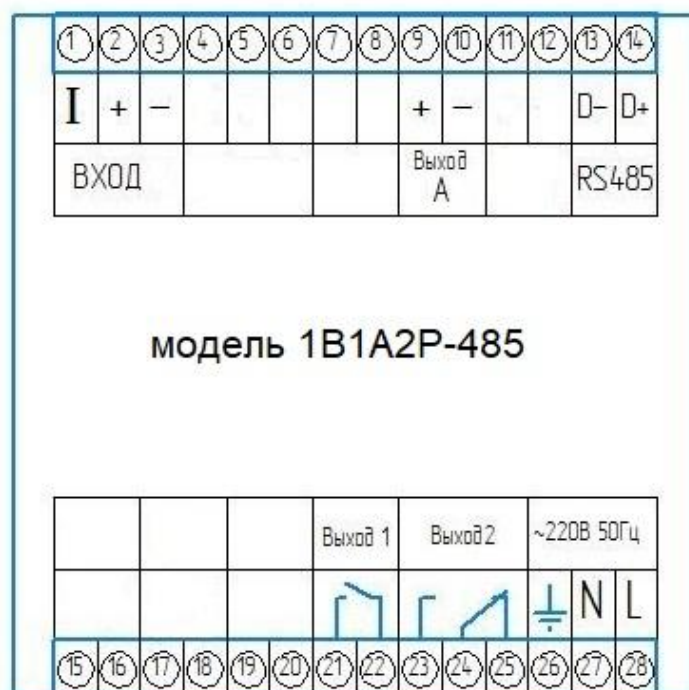 1 2 3 4 5 6 7 8 9 10 11 12 13 14
I + − + − D− D+
ВХОД Выход А RS485
модель 1В1А2Р-485
Выход 1 Выход2 ~220В 50Гц
N L
15 16 17 18 19 20 21 22 23 24 25 26 27 28